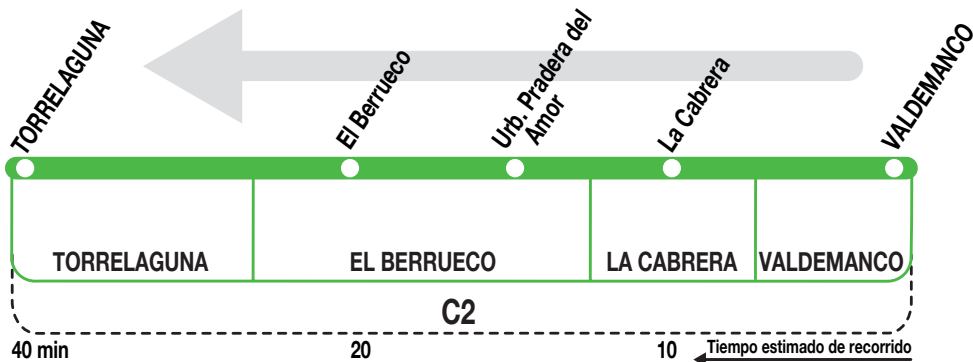 TORRELAGUNA
El Berrueco
Urb. Pradera del
Amor
La Cabrera
VALDEMANCO
TORRELAGUNA
EL BERRUECO
LA CABRERA
VALDEMANCO
C2
40 min
20
10
Tiempo estimado de recorrido